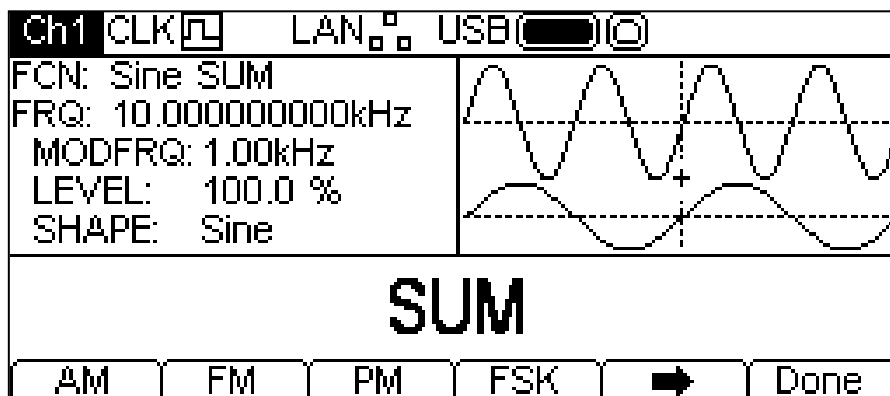 Ch1 CLK LAN USB
FCN: Sine SUM
FRQ: 10.000000000kHz
MODFRQ: 1.00kHz
LEVEL: 100.0 %
SHAPE: Sine
SUM
AM FM PM FSK Done